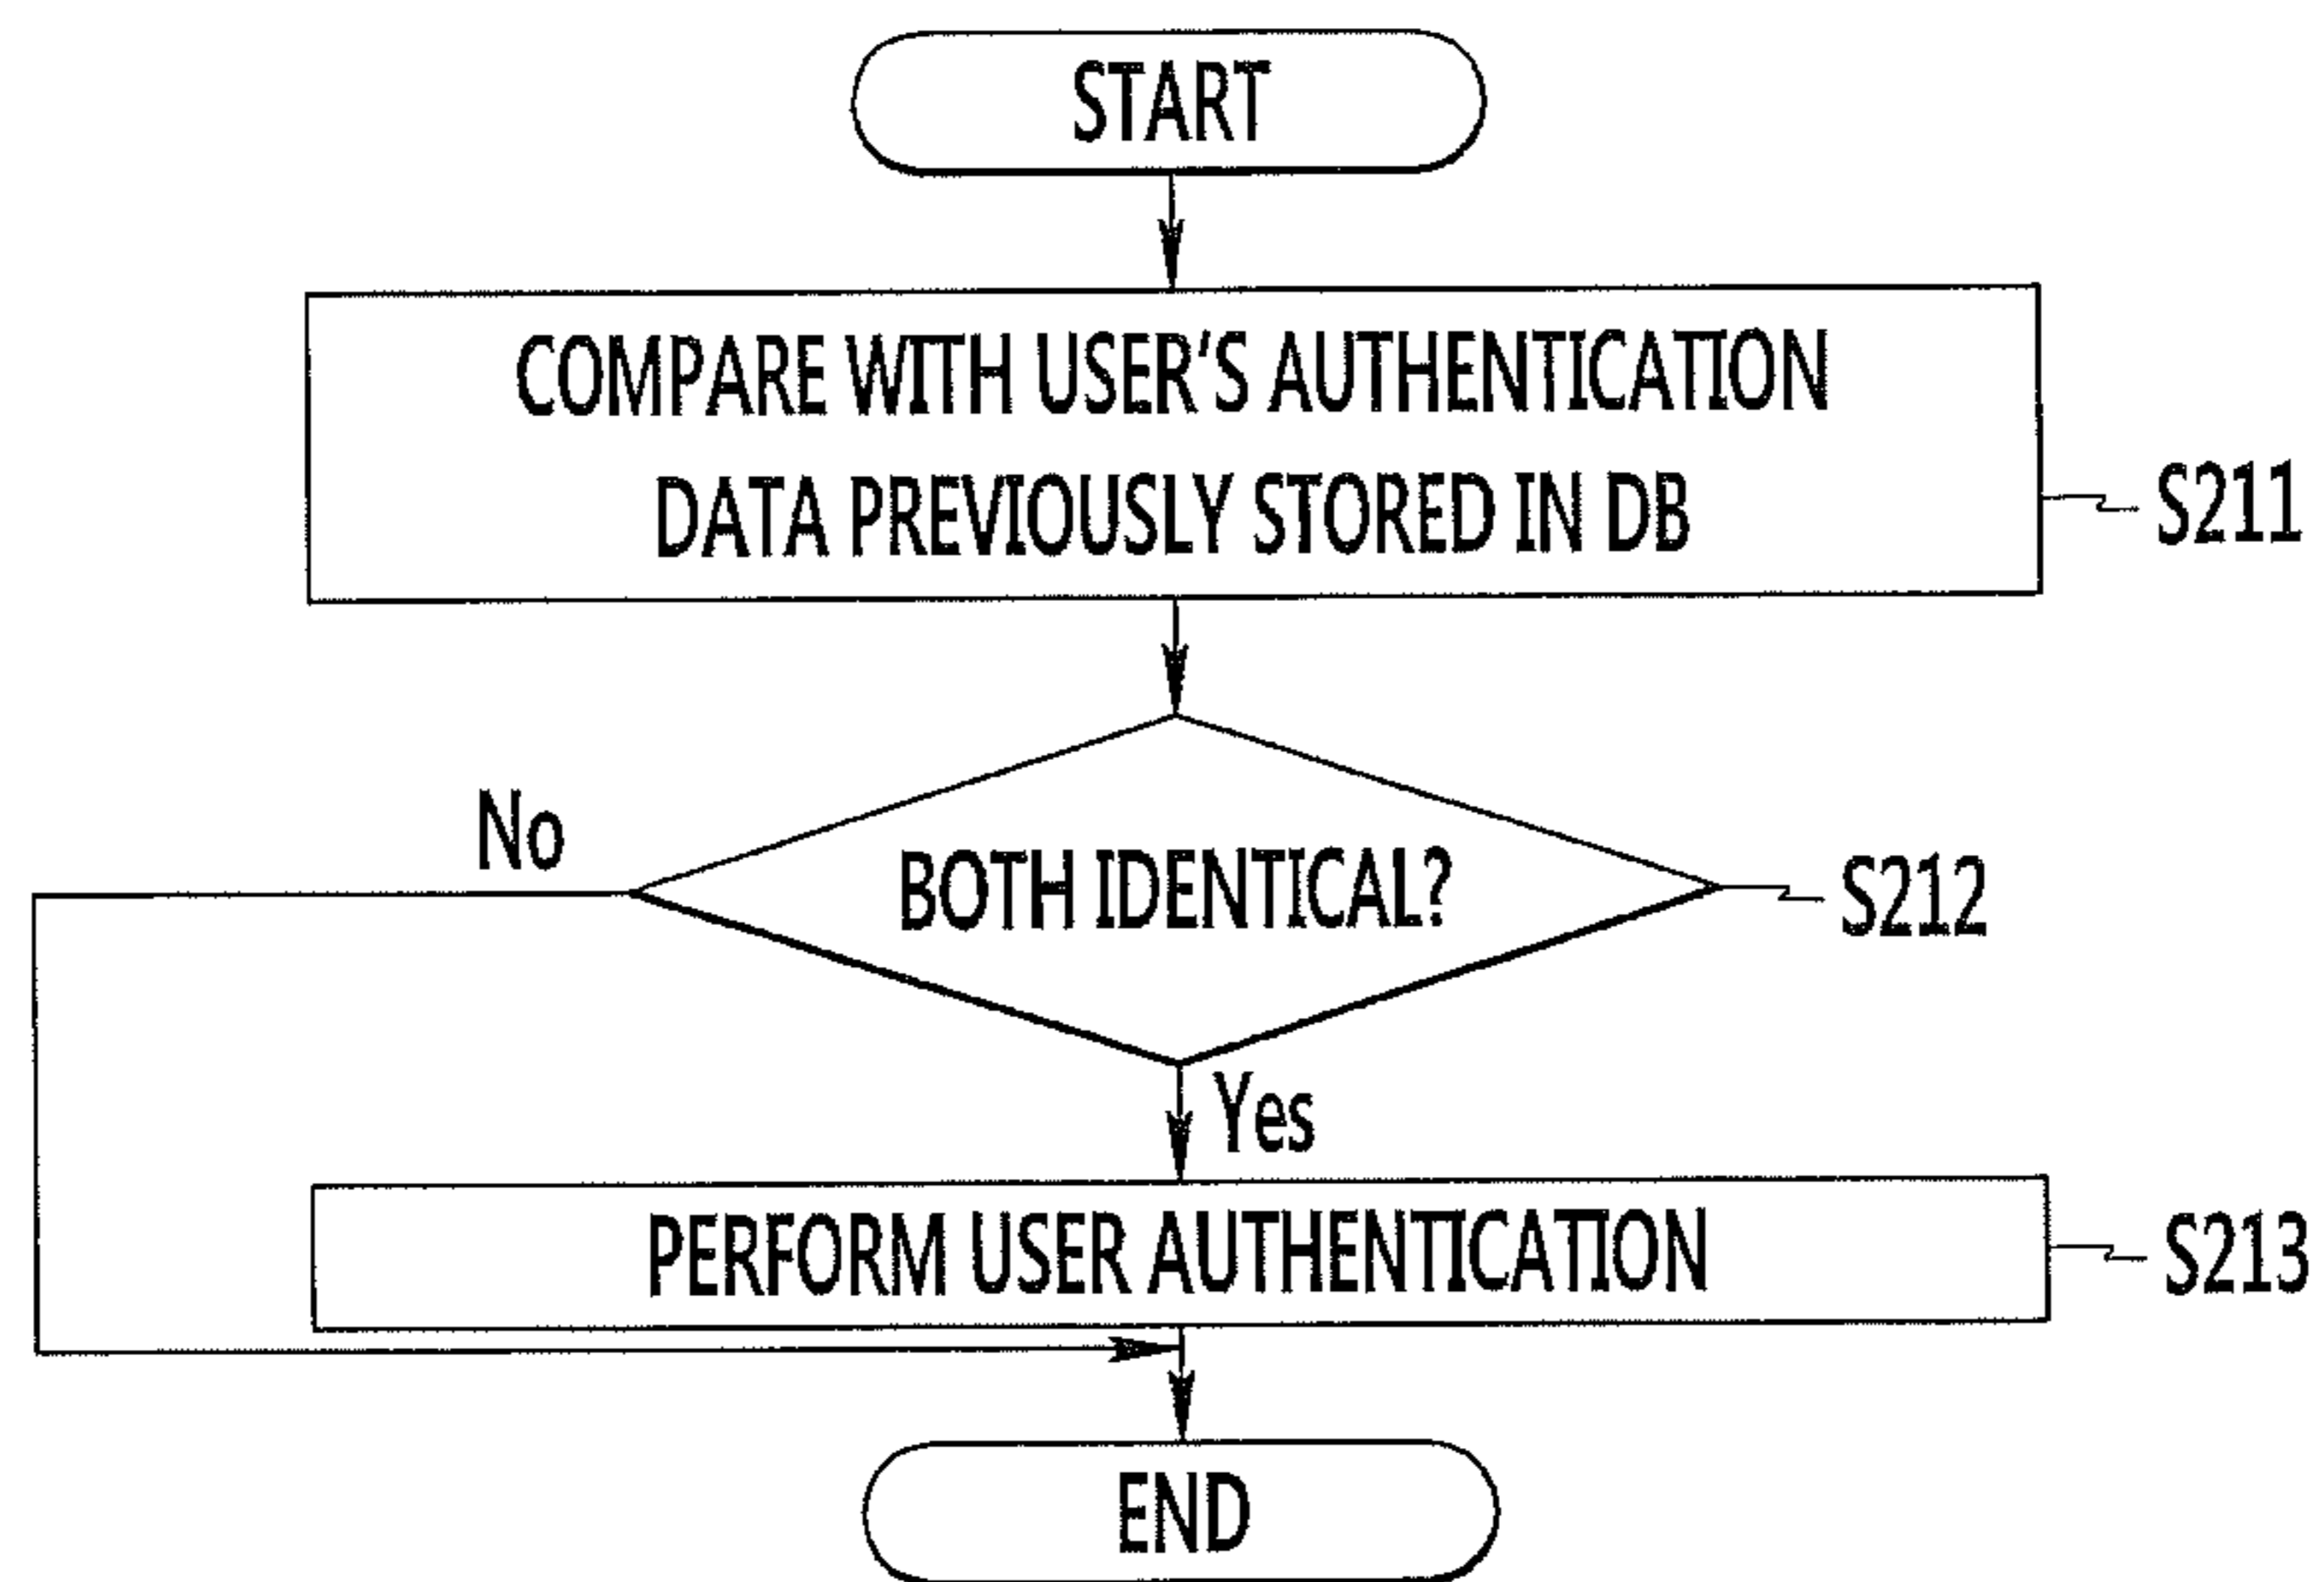 START
COMPARE WITH USER'S AUTHENTICATION
DATA PREVIOUSLY STORED IN DB
S211
No
BOTH IDENTICAL?
S212
Yes
PERFORM USER AUTHENTICATION
S213
END